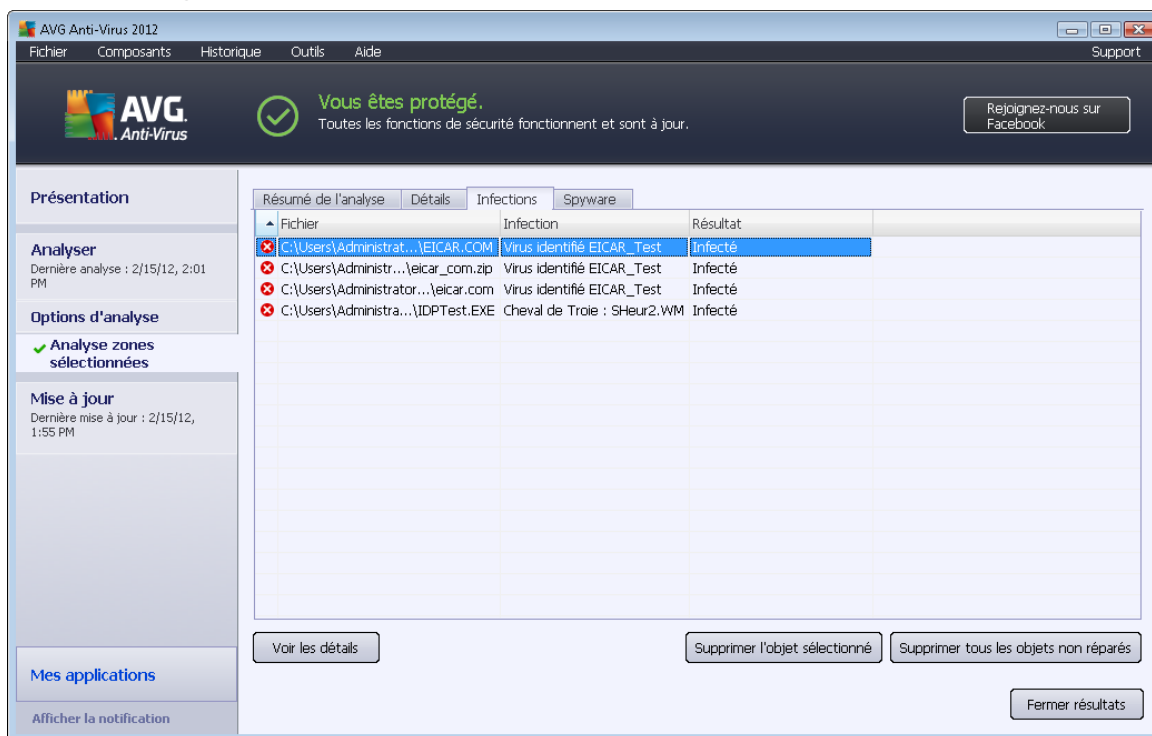 AVG Anti-Virus 2012
Fichier Composants Historique Outils Aide Support
AVG.
Anti-Virus
Vous êtes protégé.
Toutes les fonctions de sécurité fonctionnent et sont à jour.
Rejoignez-nous sur
Facebook
Présentation
Analyser
Dernière analyse : 2/15/12, 2:01
PM
Options d'analyse
Analyse zones
sélectionnées
Mise à jour
Dernière mise à jour : 2/15/12,
1:55 PM
Mes applications
Afficher la notification
Résumé de l'analyse Détails Infections Spyware
Fichier Infection Résultat
C:\Users\Administrat...\EICAR.COM Virus identifié EICAR_Test Infecté
C:\Users\Administr...\eicar_com.zip Virus identifié EICAR_Test Infecté
C:\Users\Administrator...\eicar.com Virus identifié EICAR_Test Infecté
C:\Users\Administra...\IDPTest.EXE Cheval de Troie : SHeur2.WM Infecté
Voir les détails Supprimer l'objet sélectionné Supprimer tous les objets non réparés
Fermer résultats